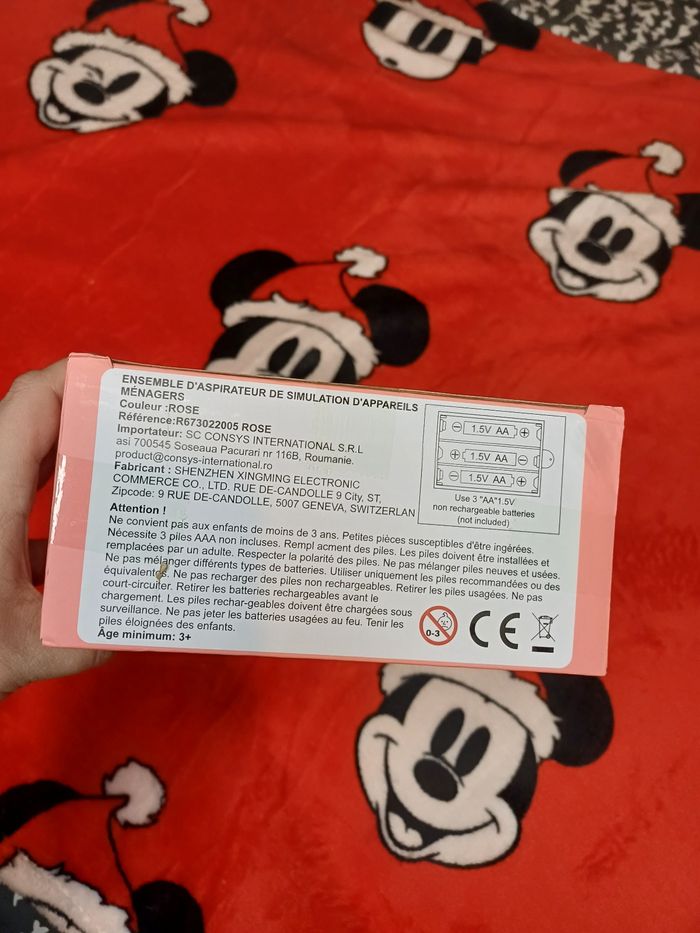 ENSEMBLE D'ASPIRATEUR DE SIMULATION D'APPAREILS
MÉNAGERS
Couleur :ROSE
Référence:R673022005 ROSE
Importateur: SC CONSYS INTERNATIONAL S.R.L
asi 700545 Soseaua Pacurari nr 116B, Roumanie.
product@consys-international.ro
Fabricant : SHENZHEN XINGMING ELECTRONIC
COMMERCE CO., LTD. RUE DE-CANDOLLE 9 City, ST,
Zipcode: 9 RUE DE-CANDOLLE, 5007 GENEVA, SWITZERLAN
Attention !
Ne convient pas aux enfants de moins de 3 ans. Petites pièces susceptibles d'être ingérées.
Nécessite 3 piles AAA non incluses. Rempl acment des piles. Les piles doivent être installées et
remplacées par un adulte. Respecter la polarité des piles. Ne pas mélanger piles neuves et usées.
Ne pas mélanger différents types de batteries. Utiliser uniquement les piles recommandées ou des
équivalents. Ne pas recharger des piles non rechargeables. Retirer les piles usagées. Ne pas
court-circuiter. Retirer les batteries rechargeables avant le
chargement. Les piles rechar-geables doivent être chargées sous
surveillance. Ne pas jeter les batteries usagées au feu. Tenir les
piles éloignées des enfants.
Âge minimum: 3+
1.5V AA
1.5V AA
1.5V AA
Use 3 "AA"1.5V
non rechargeable batteries
(not included)
0-3
CE